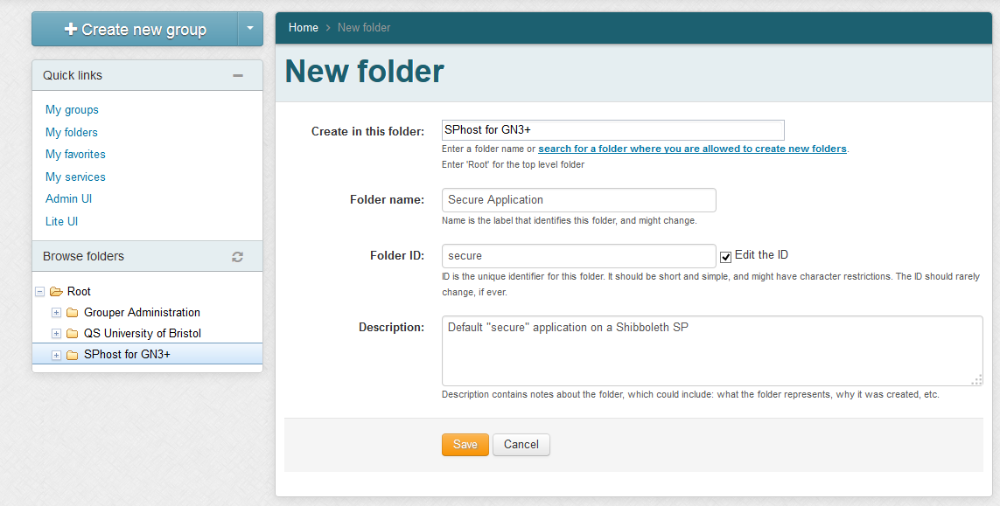 Create new group
Quick links
My groups
My folders
My favorites
My services
Admin UI
Lite UI
Browse folders
Root
Grouper Administration
QS University of Bristol
SPhost for GN3+
Home > New folder
New folder
Create in this folder: SPhost for GN3+
Enter a folder name or search for a folder where you are allowed to create new folders.
Enter 'Root' for the top level folder
Folder name: Secure Application
Name is the label that identifies this folder, and might change.
Folder ID: secure Edit the ID
ID is the unique identifier for this folder. It should be short and simple, and might have character restrictions. The ID should rarely
change, if ever.
Description: Default "secure" application on a Shibboleth SP
Description contains notes about the folder, which could include: what the folder represents, why it was created, etc.
Save Cancel